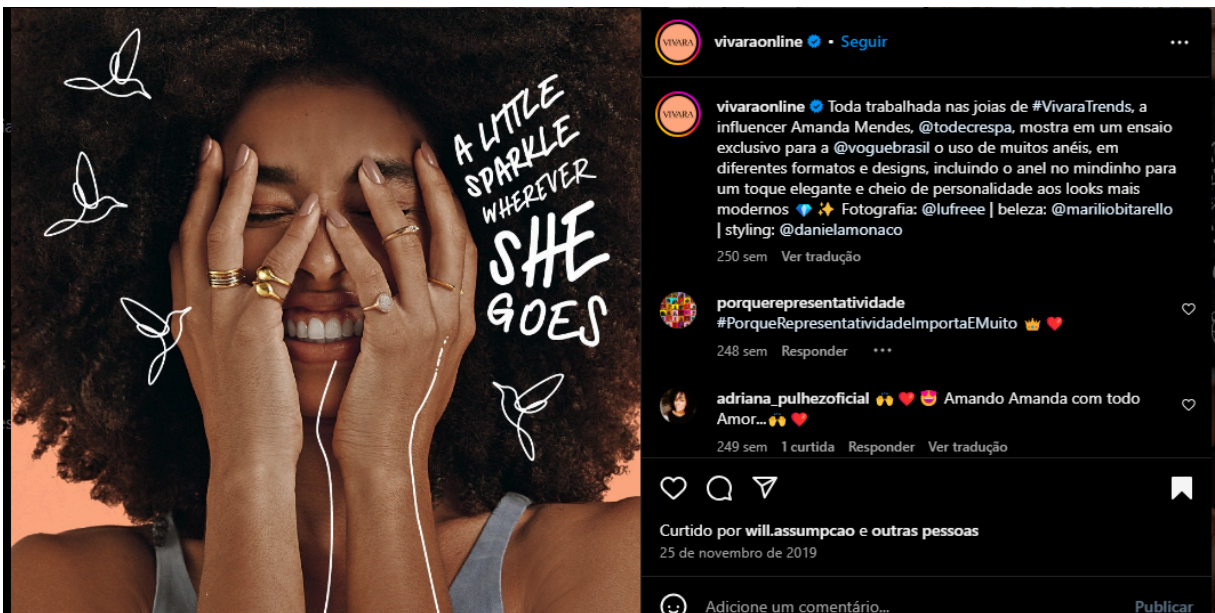 A LITTLE
SPARKLE
WHEREVER
SHE
GOES
VIVARA
vivaraonline • Seguir
VIVARA
vivaraonline Toda trabalhada nas joias de #VivaraTrends, a
influencer Amanda Mendes, @todecrespa, mostra em um ensaio
exclusivo para a @voguebrasil o uso de muitos anéis, em
diferentes formatos e designs, incluindo o anel no mindinho para
um toque elegante e cheio de personalidade aos looks mais
modernos 💎 ✨ Fotografia: @lufreee | beleza: @mariliobitarello
| styling: @danielamonaco
250 sem Ver tradução
porquerepresentatividade
#PorqueRepresentatividadeImportaEMuito 👑 ❤️
248 sem Responder •••
adriana_pulhezoficial 🙌 ❤️ 🤩 Amando Amanda com todo
Amor...🙌 ❤️
249 sem 1 curtida Responder Ver tradução
Curtido por will.assumpcao e outras pessoas
25 de novembro de 2019
Adicione um comentário...
Publicar